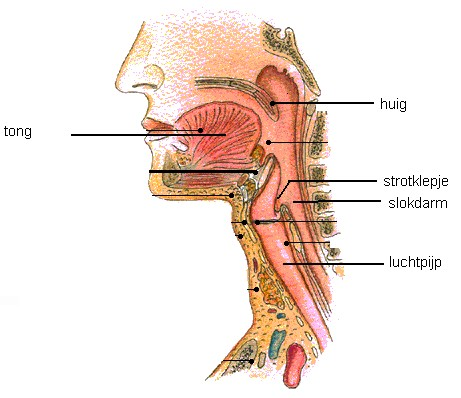 huig
tong
strotklepje
slokdarm
luchtpijp